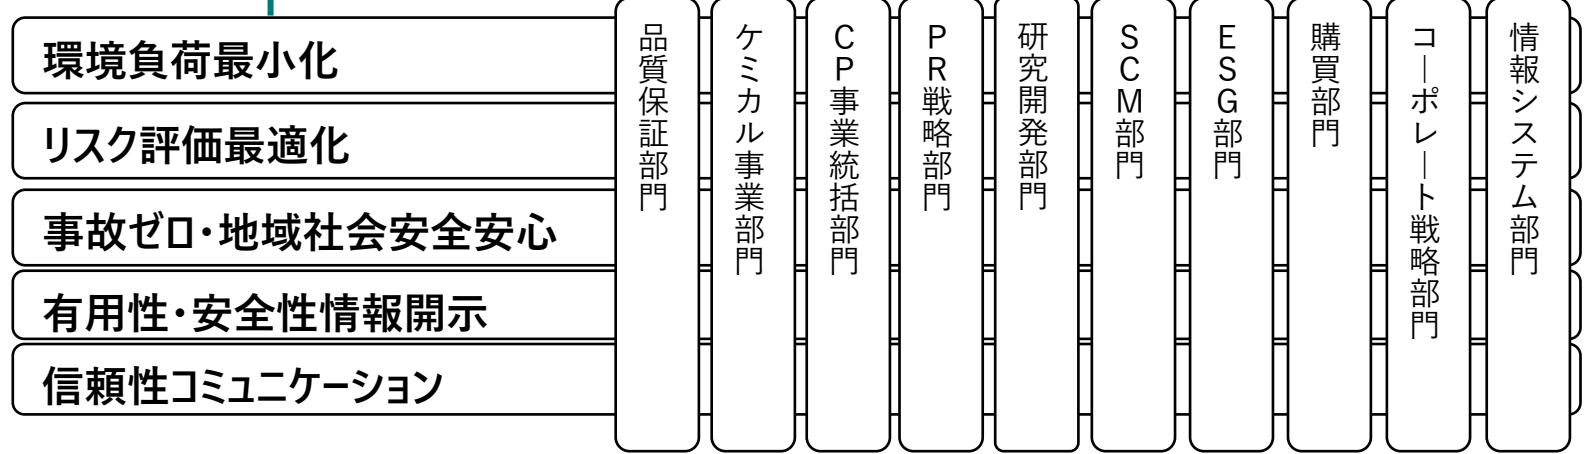 環境負荷最小化
リスク評価最適化
事故ゼロ・地域社会安全安心
有用性・安全性情報開示
信頼性コミュニケーション
品質保証部門
ケミカル事業部門
CP事業統括部門
PR戦略部門
研究開発部門
SCM部門
ESG部門
購買部門
コーポレート戦略部門
情報システム部門